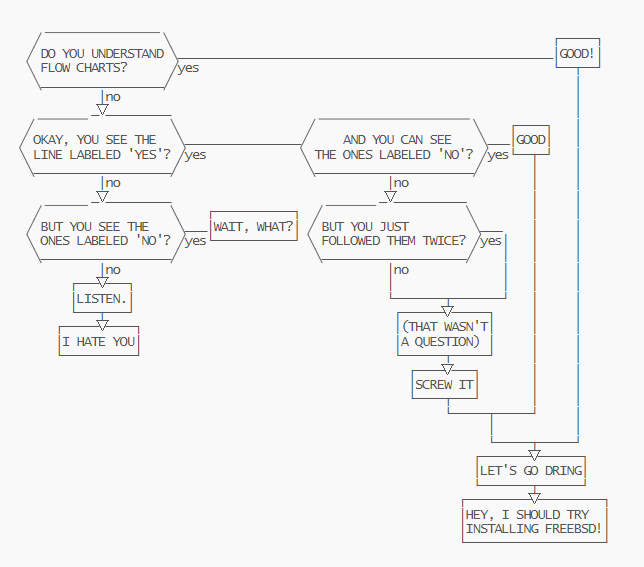 DO YOU UNDERSTAND
FLOW CHARTS?
yes
GOOD!
no
OKAY, YOU SEE THE
LINE LABELED 'YES'?
yes
AND YOU CAN SEE
THE ONES LABELED 'NO'?
yes
GOOD
no
no
BUT YOU SEE THE
ONES LABELED 'NO'?
yes
WAIT, WHAT?
BUT YOU JUST
FOLLOWED THEM TWICE?
yes
no
no
LISTEN.
I HATE YOU
(THAT WASN'T
A QUESTION)
SCREW IT
LET'S GO DRING
HEY, I SHOULD TRY
INSTALLING FREEBSD!